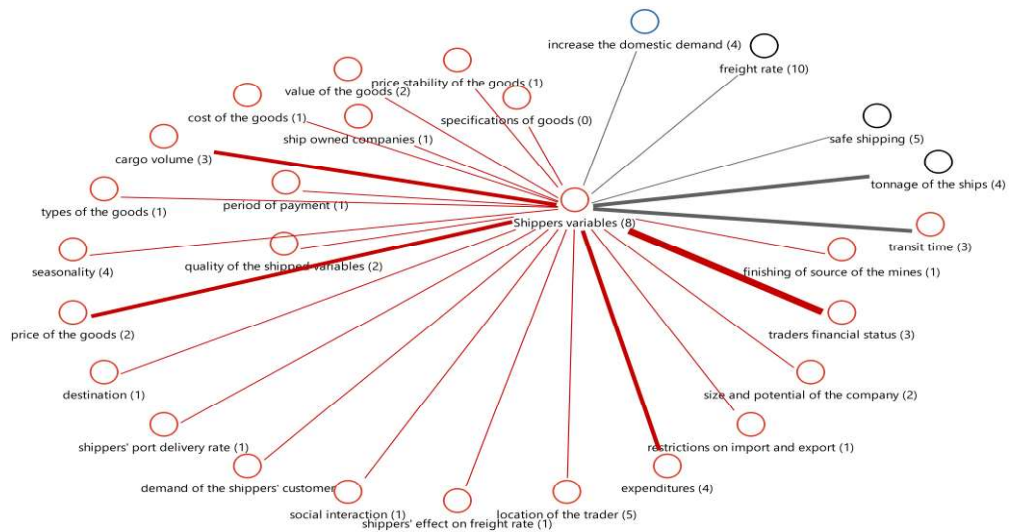 increase the domestic demand (4)
freight rate (10)
price stability of the goods (1)
value of the goods (2)
cost of the goods (1)
specifications of goods (0)
ship owned companies (1)
safe shipping (5)
cargo volume (3)
tonnage of the ships (4)
types of the goods (1)
period of payment (1)
Shippers variables (8)
transit time (3)
seasonality (4)
quality of the shipped variables (2)
finishing of source of the mines (1)
price of the goods (2)
traders financial status (3)
destination (1)
size and potential of the company (2)
shippers' port delivery rate (1)
restrictions on import and export (1)
demand of the shippers' customer
expenditures (4)
social interaction (1)
location of the trader (5)
shippers' effect on freight rate (1)